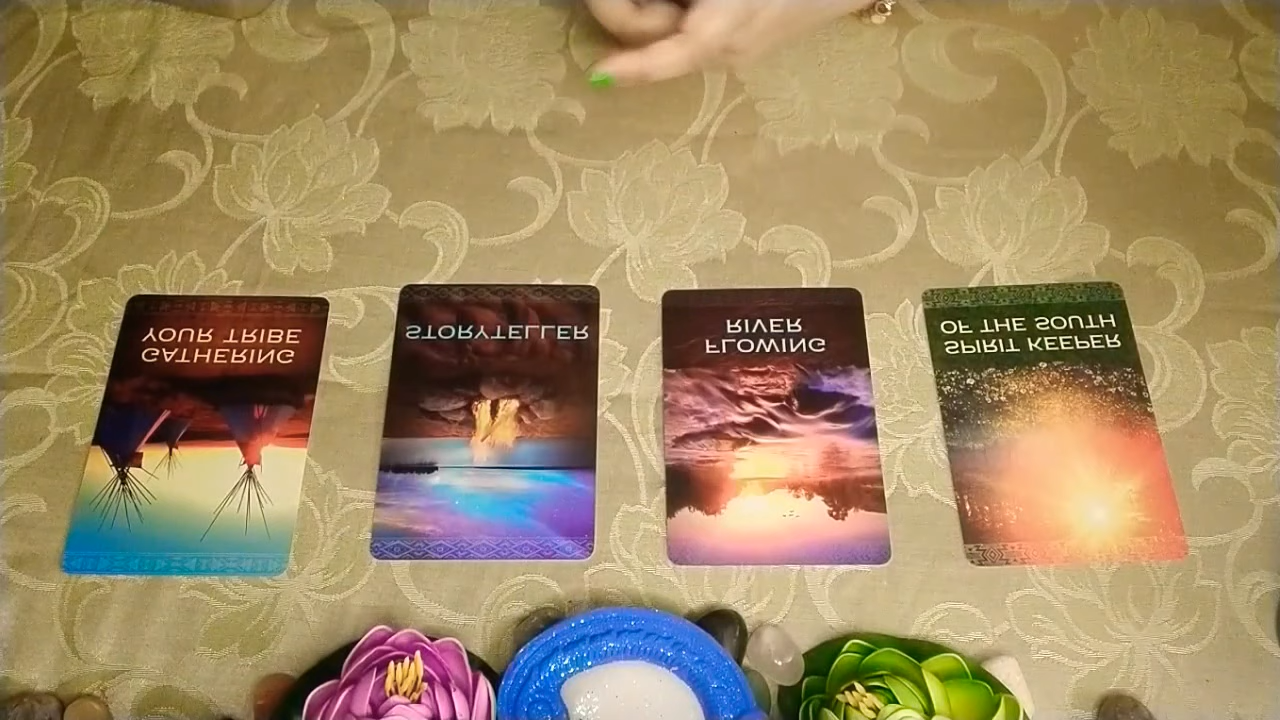 GATHERING
YOUR TRIBE
STORYTELLER
FLOWING
RIVER
SPIRIT KEEPER
OF THE SOUTH